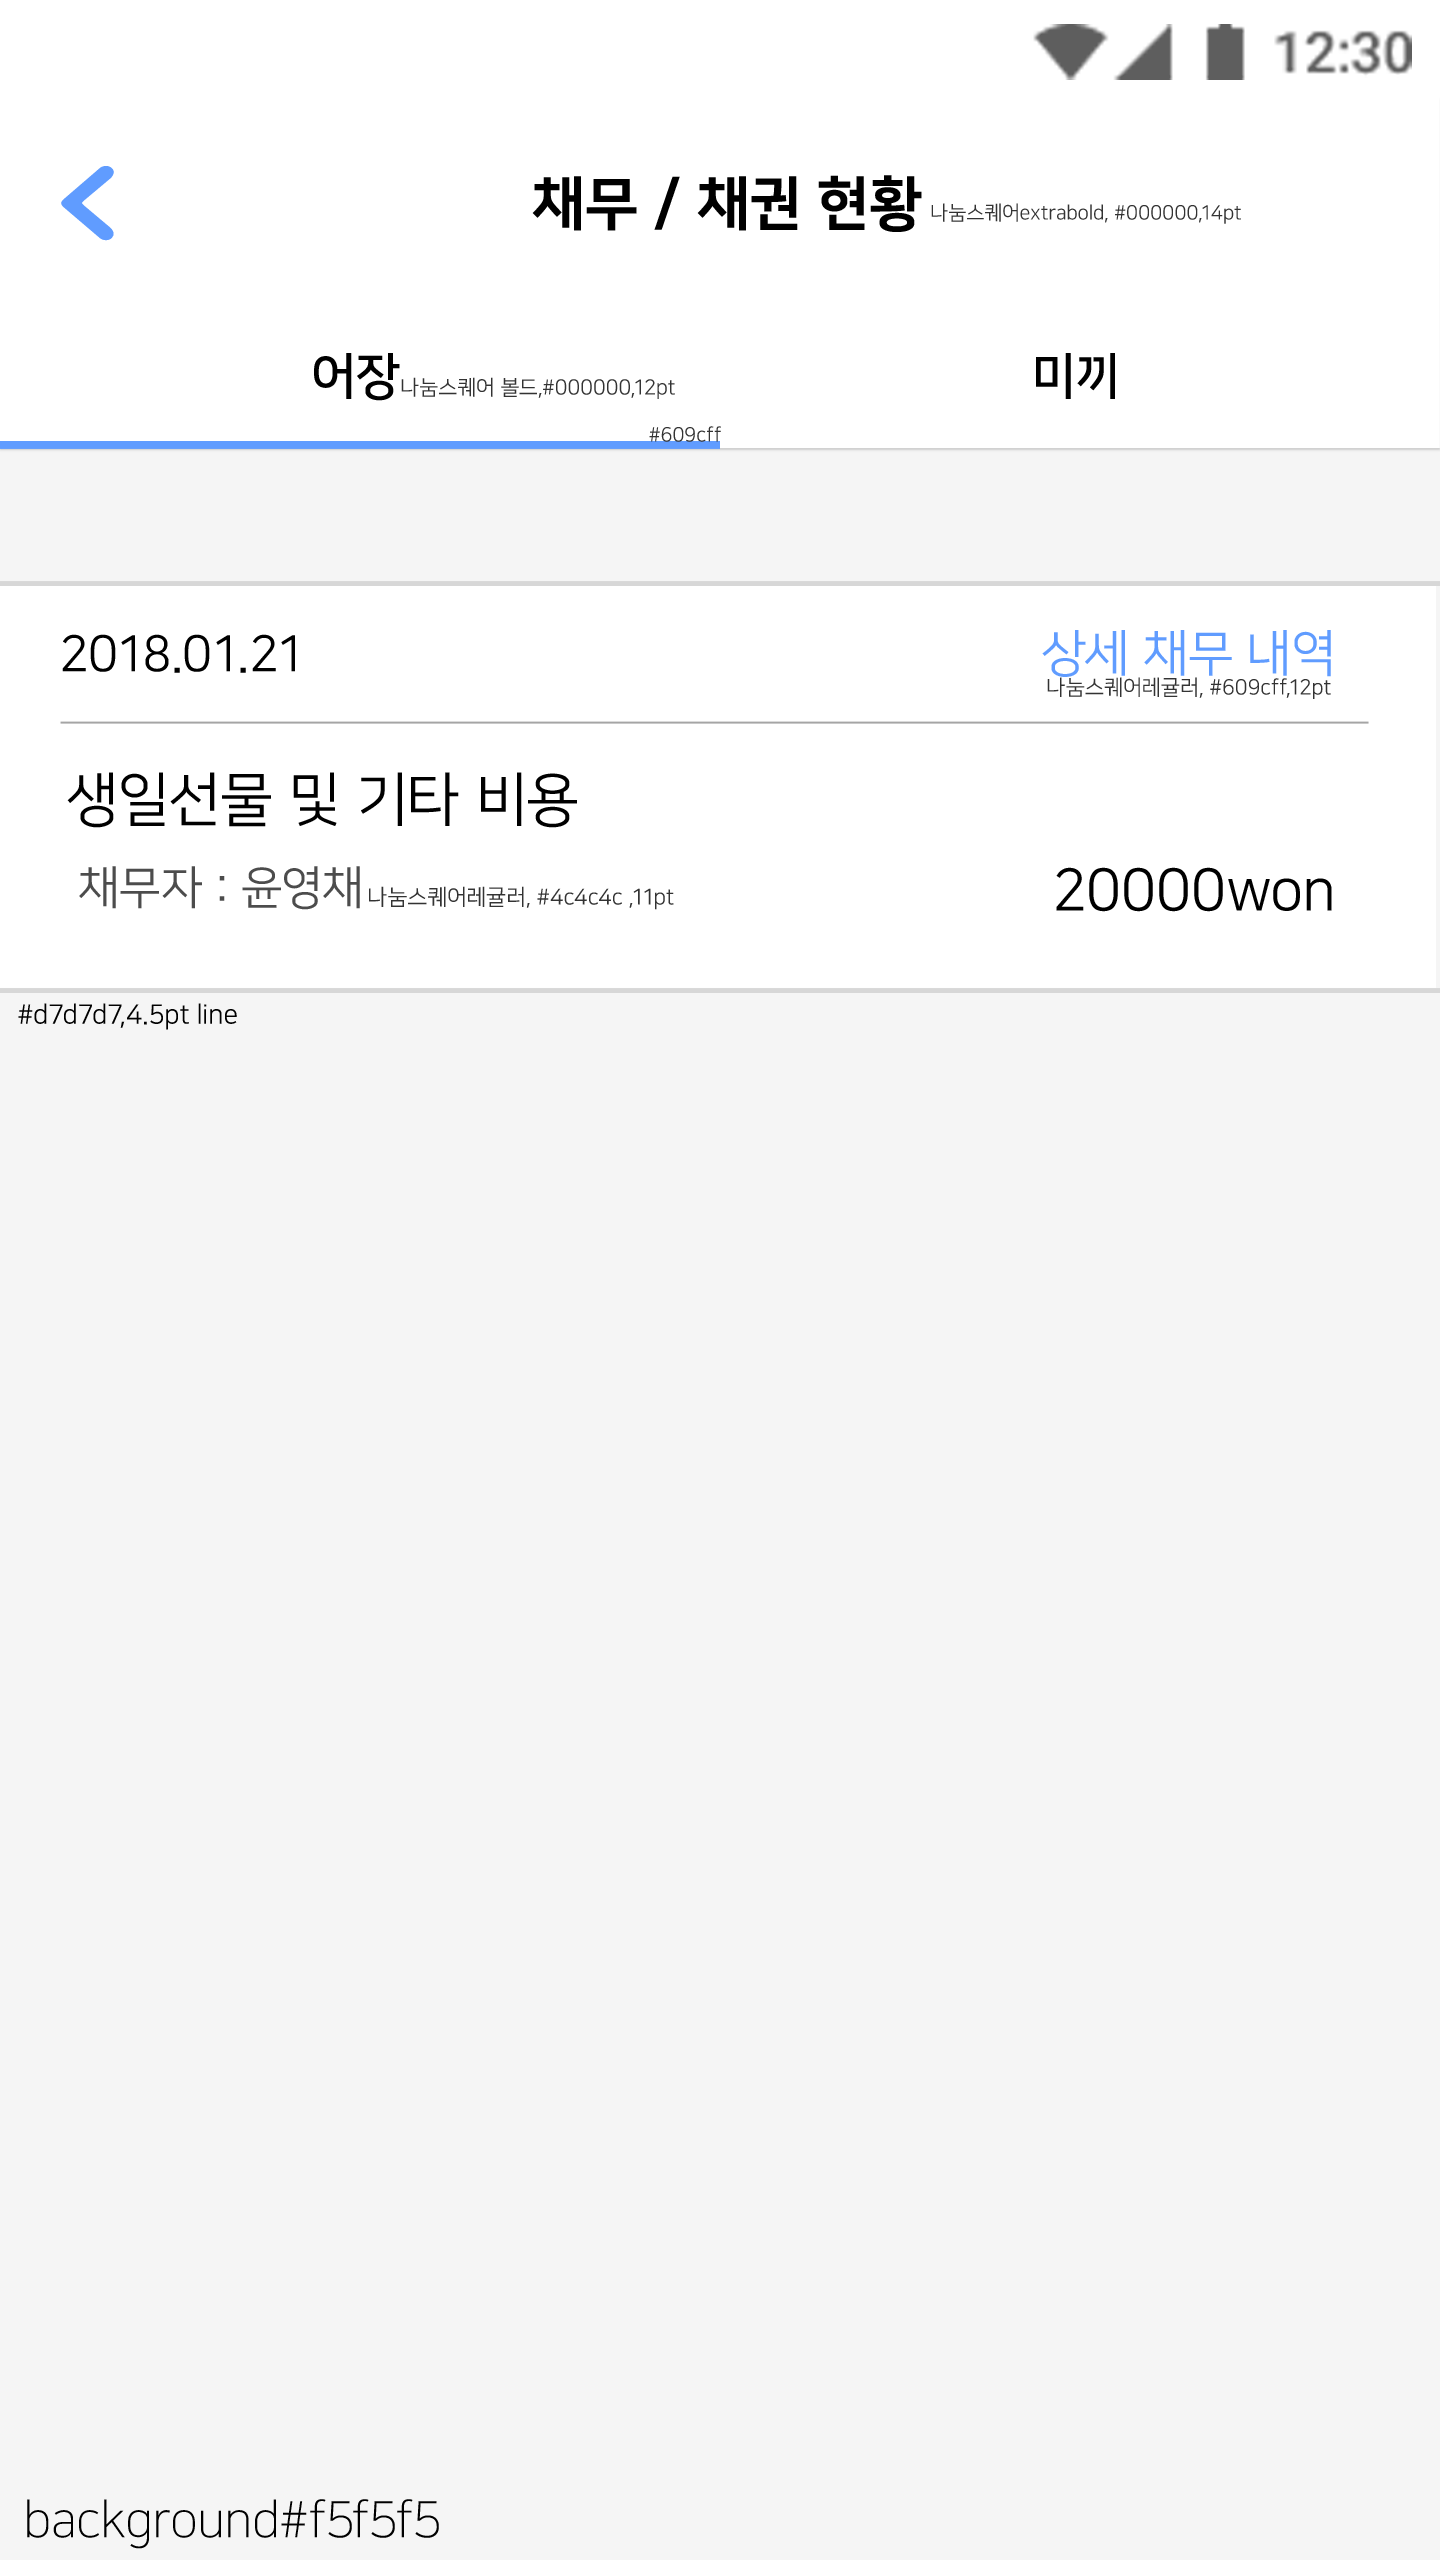 12:30
채무 / 채권 현황 나눔스퀘어extrabold, #000000,14pt
어장 나눔스퀘어 볼드,#000000,12pt 미끼
#609cff
2018.01.21 상세 채무 내역
나눔스퀘어레귤러, #609cff,12pt
생일선물 및 기타 비용
채무자 : 윤영채 나눔스퀘어레귤러, #4c4c4c ,11pt 20000won
#d7d7d7,4.5pt line
background#f5f5f5